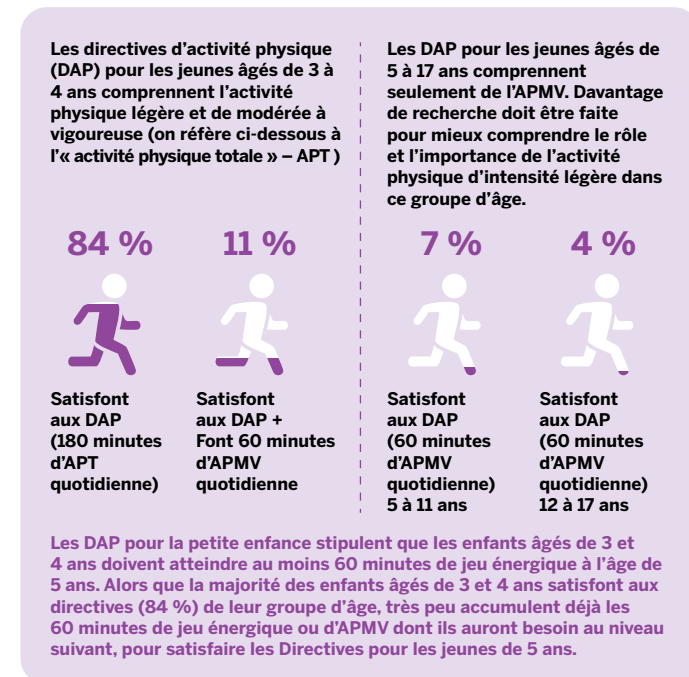 Les directives d’activité physique
(DAP) pour les jeunes âgés de 3 à
4 ans comprennent l’activité
physique légère et de modérée à
vigoureuse (on réfère ci-dessous à
l’« activité physique totale » – APT )
84 %
11 %
Satisfont
aux DAP
(180 minutes
d’APT
quotidienne)
Satisfont
aux DAP +
Font 60 minutes
d’APMV
quotidienne
Les DAP pour les jeunes âgés de
5 à 17 ans comprennent
seulement de l’APMV. Davantage
de recherche doit être faite
pour mieux comprendre le rôle
et l’importance de l’activité
physique d’intensité légère dans
ce groupe d’âge.
7 %
4 %
Satisfont
aux DAP
(60 minutes
d’APMV
quotidienne)
5 à 11 ans
Satisfont
aux DAP
(60 minutes
d’APMV
quotidienne)
12 à 17 ans
Les DAP pour la petite enfance stipulent que les enfants âgés de 3 et
4 ans doivent atteindre au moins 60 minutes de jeu énergique à l’âge de
5 ans. Alors que la majorité des enfants âgés de 3 et 4 ans satisfont aux
directives (84 %) de leur groupe d’âge, très peu accumulent déjà les
60 minutes de jeu énergique ou d’APMV dont ils auront besoin au niveau
suivant, pour satisfaire les Directives pour les jeunes de 5 ans.